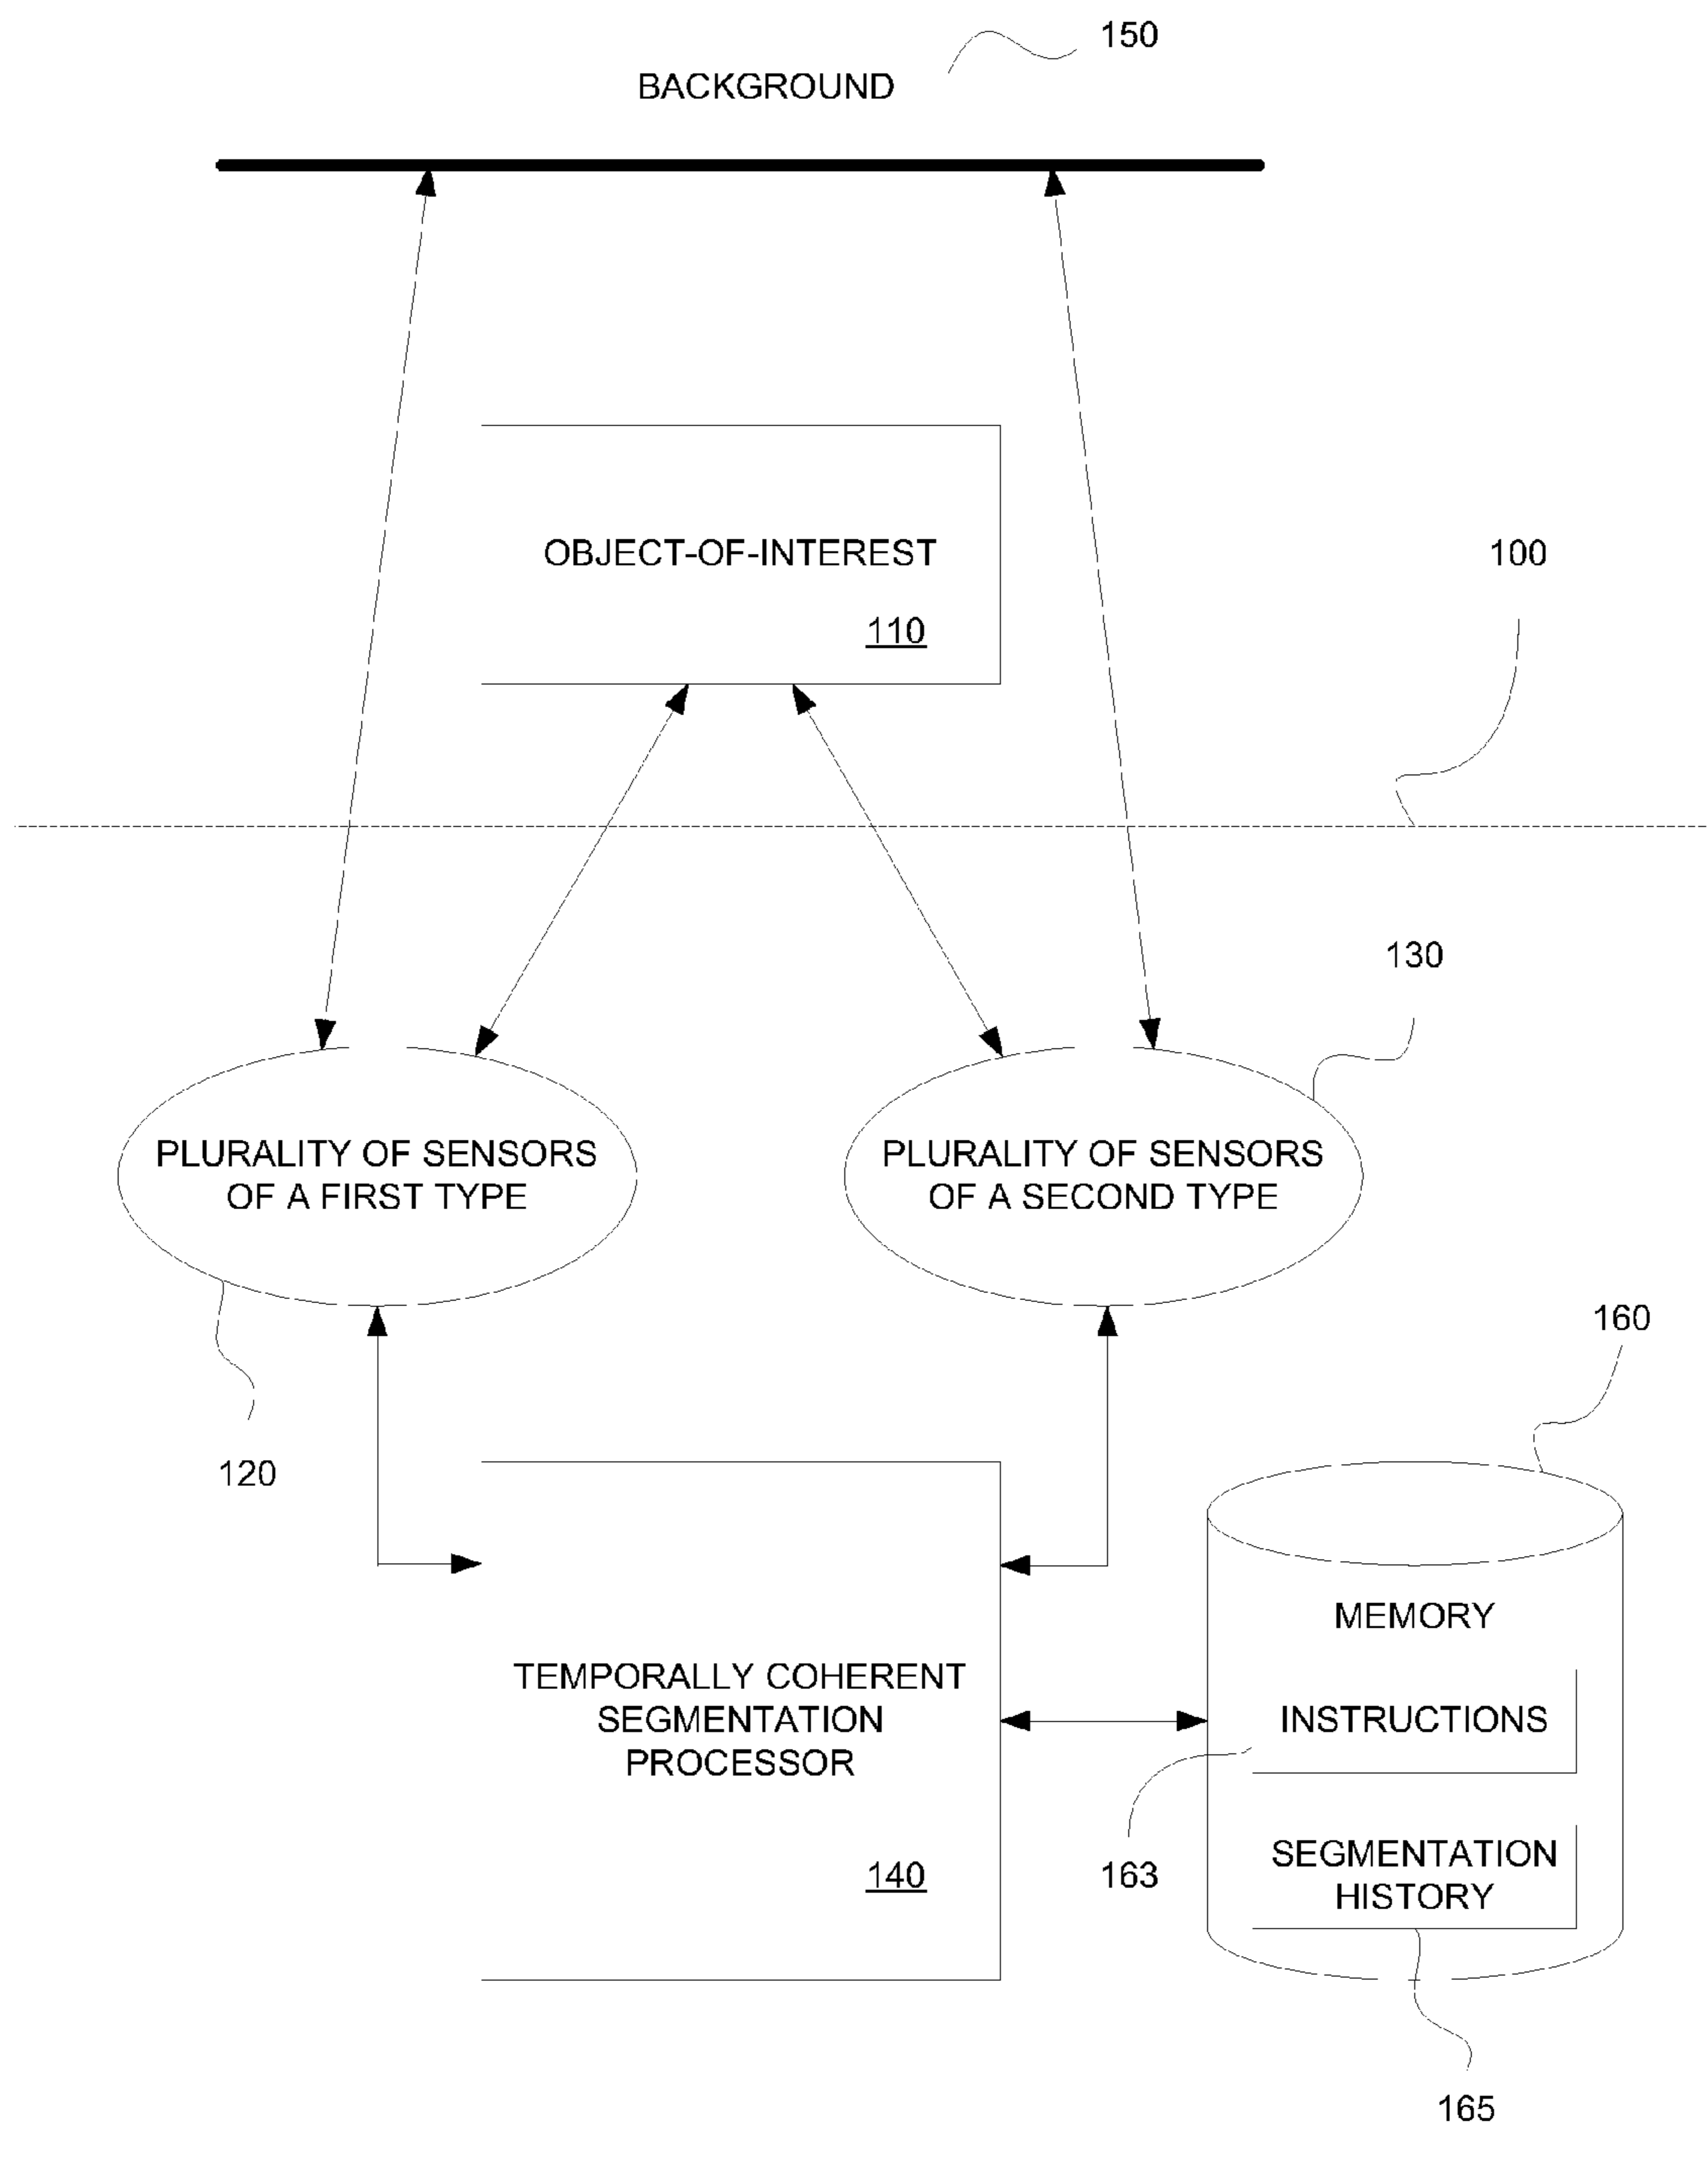 150
BACKGROUND
OBJECT-OF-INTEREST
110
100
130
PLURALITY OF SENSORS
OF A FIRST TYPE
PLURALITY OF SENSORS
OF A SECOND TYPE
160
120
MEMORY
TEMPORALLY COHERENT
SEGMENTATION
PROCESSOR
140
INSTRUCTIONS
163
SEGMENTATION
HISTORY
165